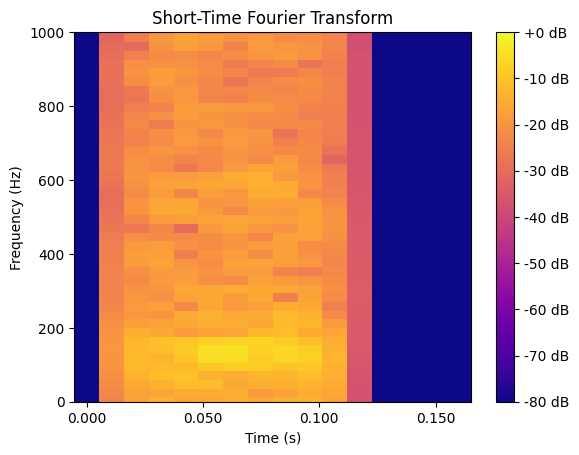 Short-Time Fourier Transform
1000
800
600
400
200
0
Frequency (Hz)
0.000
0.050
0.100
0.150
Time (s)
+0 dB
-10 dB
-20 dB
-30 dB
-40 dB
-50 dB
-60 dB
-70 dB
-80 dB